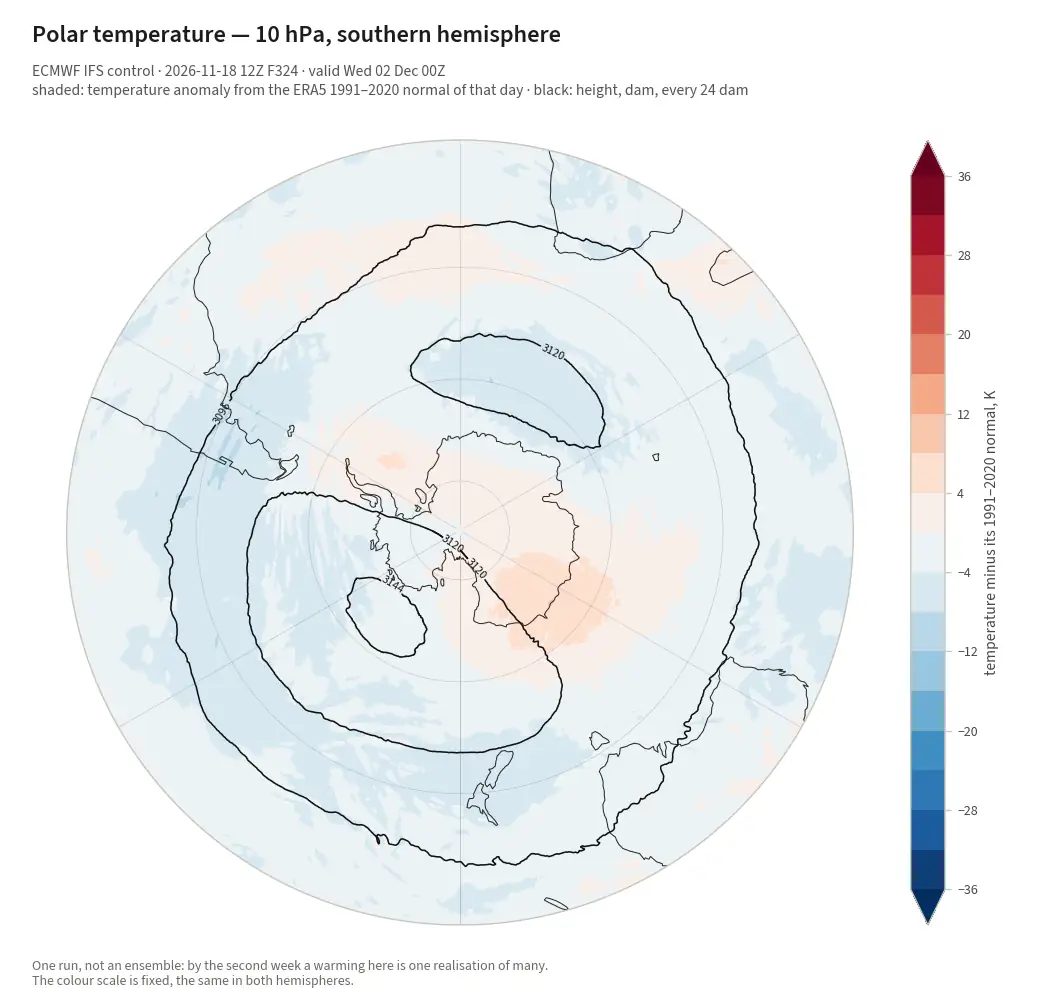 Polar temperature — 10 hPa, southern hemisphere
ECMWF IFS control · 2026-11-18 12Z F324 · valid Wed 02 Dec 00Z
shaded: temperature anomaly from the ERA5 1991–2020 normal of that day · black: height, dam, every 24 dam
36
28
20
12
4
−4
−12
−20
−28
−36
temperature minus its 1991–2020 normal, K
3120
3096
3120
3120
3144
One run, not an ensemble: by the second week a warming here is one realisation of many.
The colour scale is fixed, the same in both hemispheres.